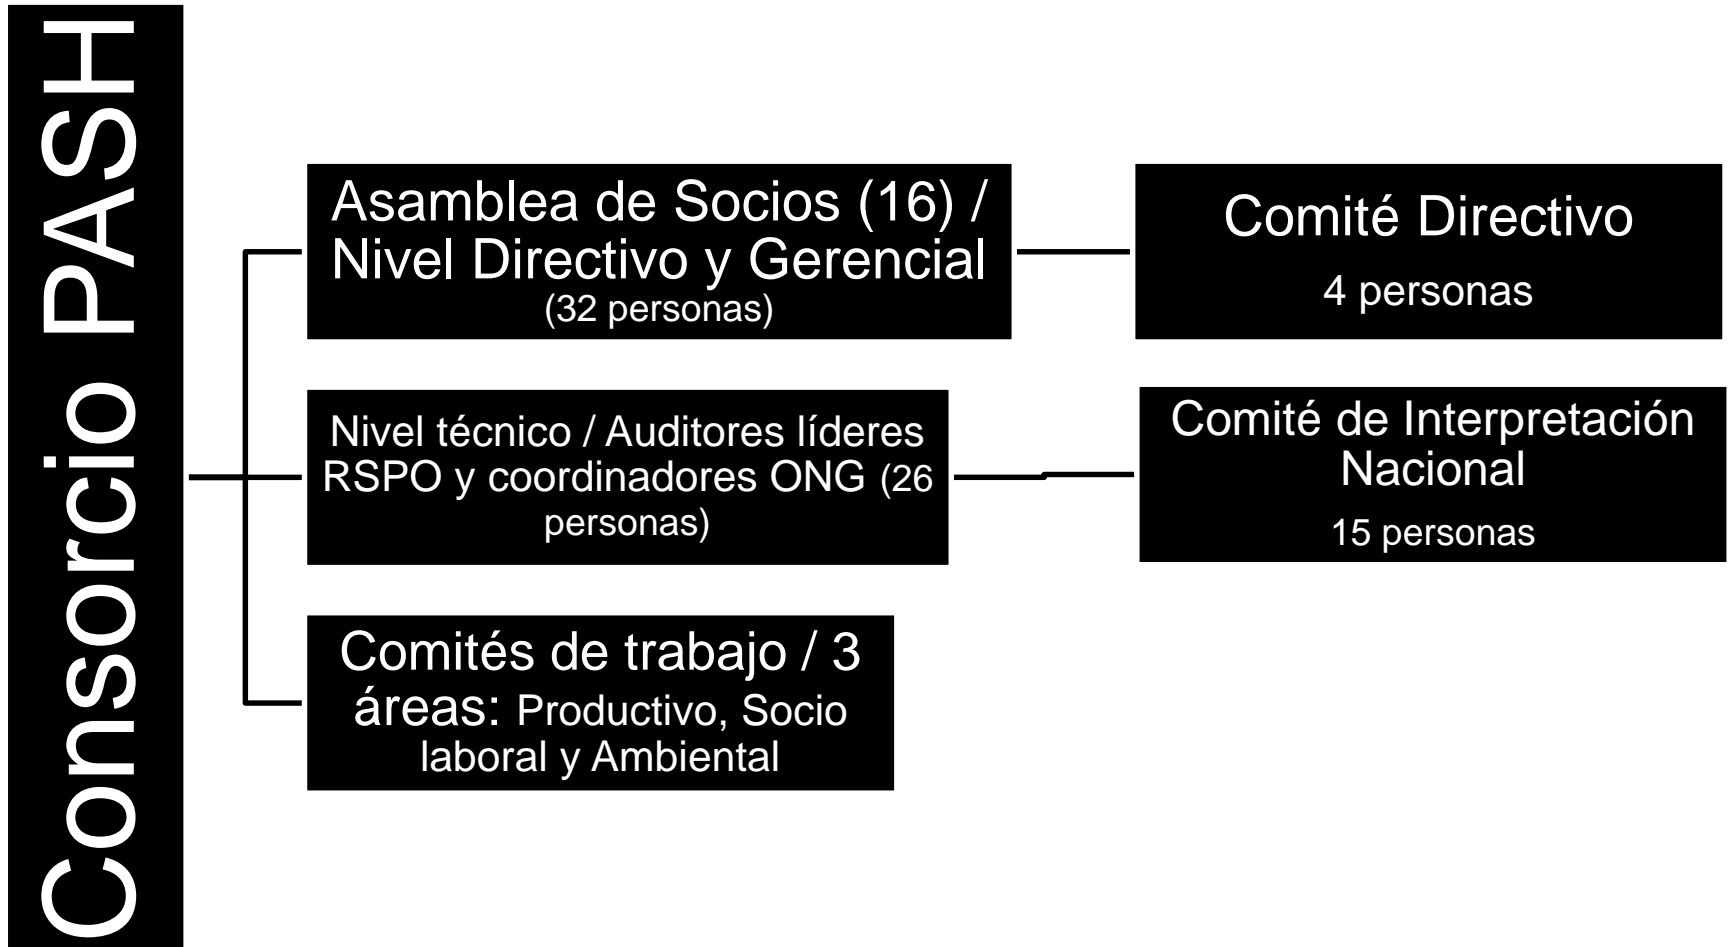 Consorcio PASH
Asamblea de Socios (16) /
Nivel Directivo y Gerencial
(32 personas)
Comité Directivo
4 personas
Nivel técnico / Auditores líderes
RSPO y coordinadores ONG (26
personas)
Comité de Interpretación
Nacional
15 personas
Comités de trabajo / 3
áreas: Productivo, Socio
laboral y Ambiental